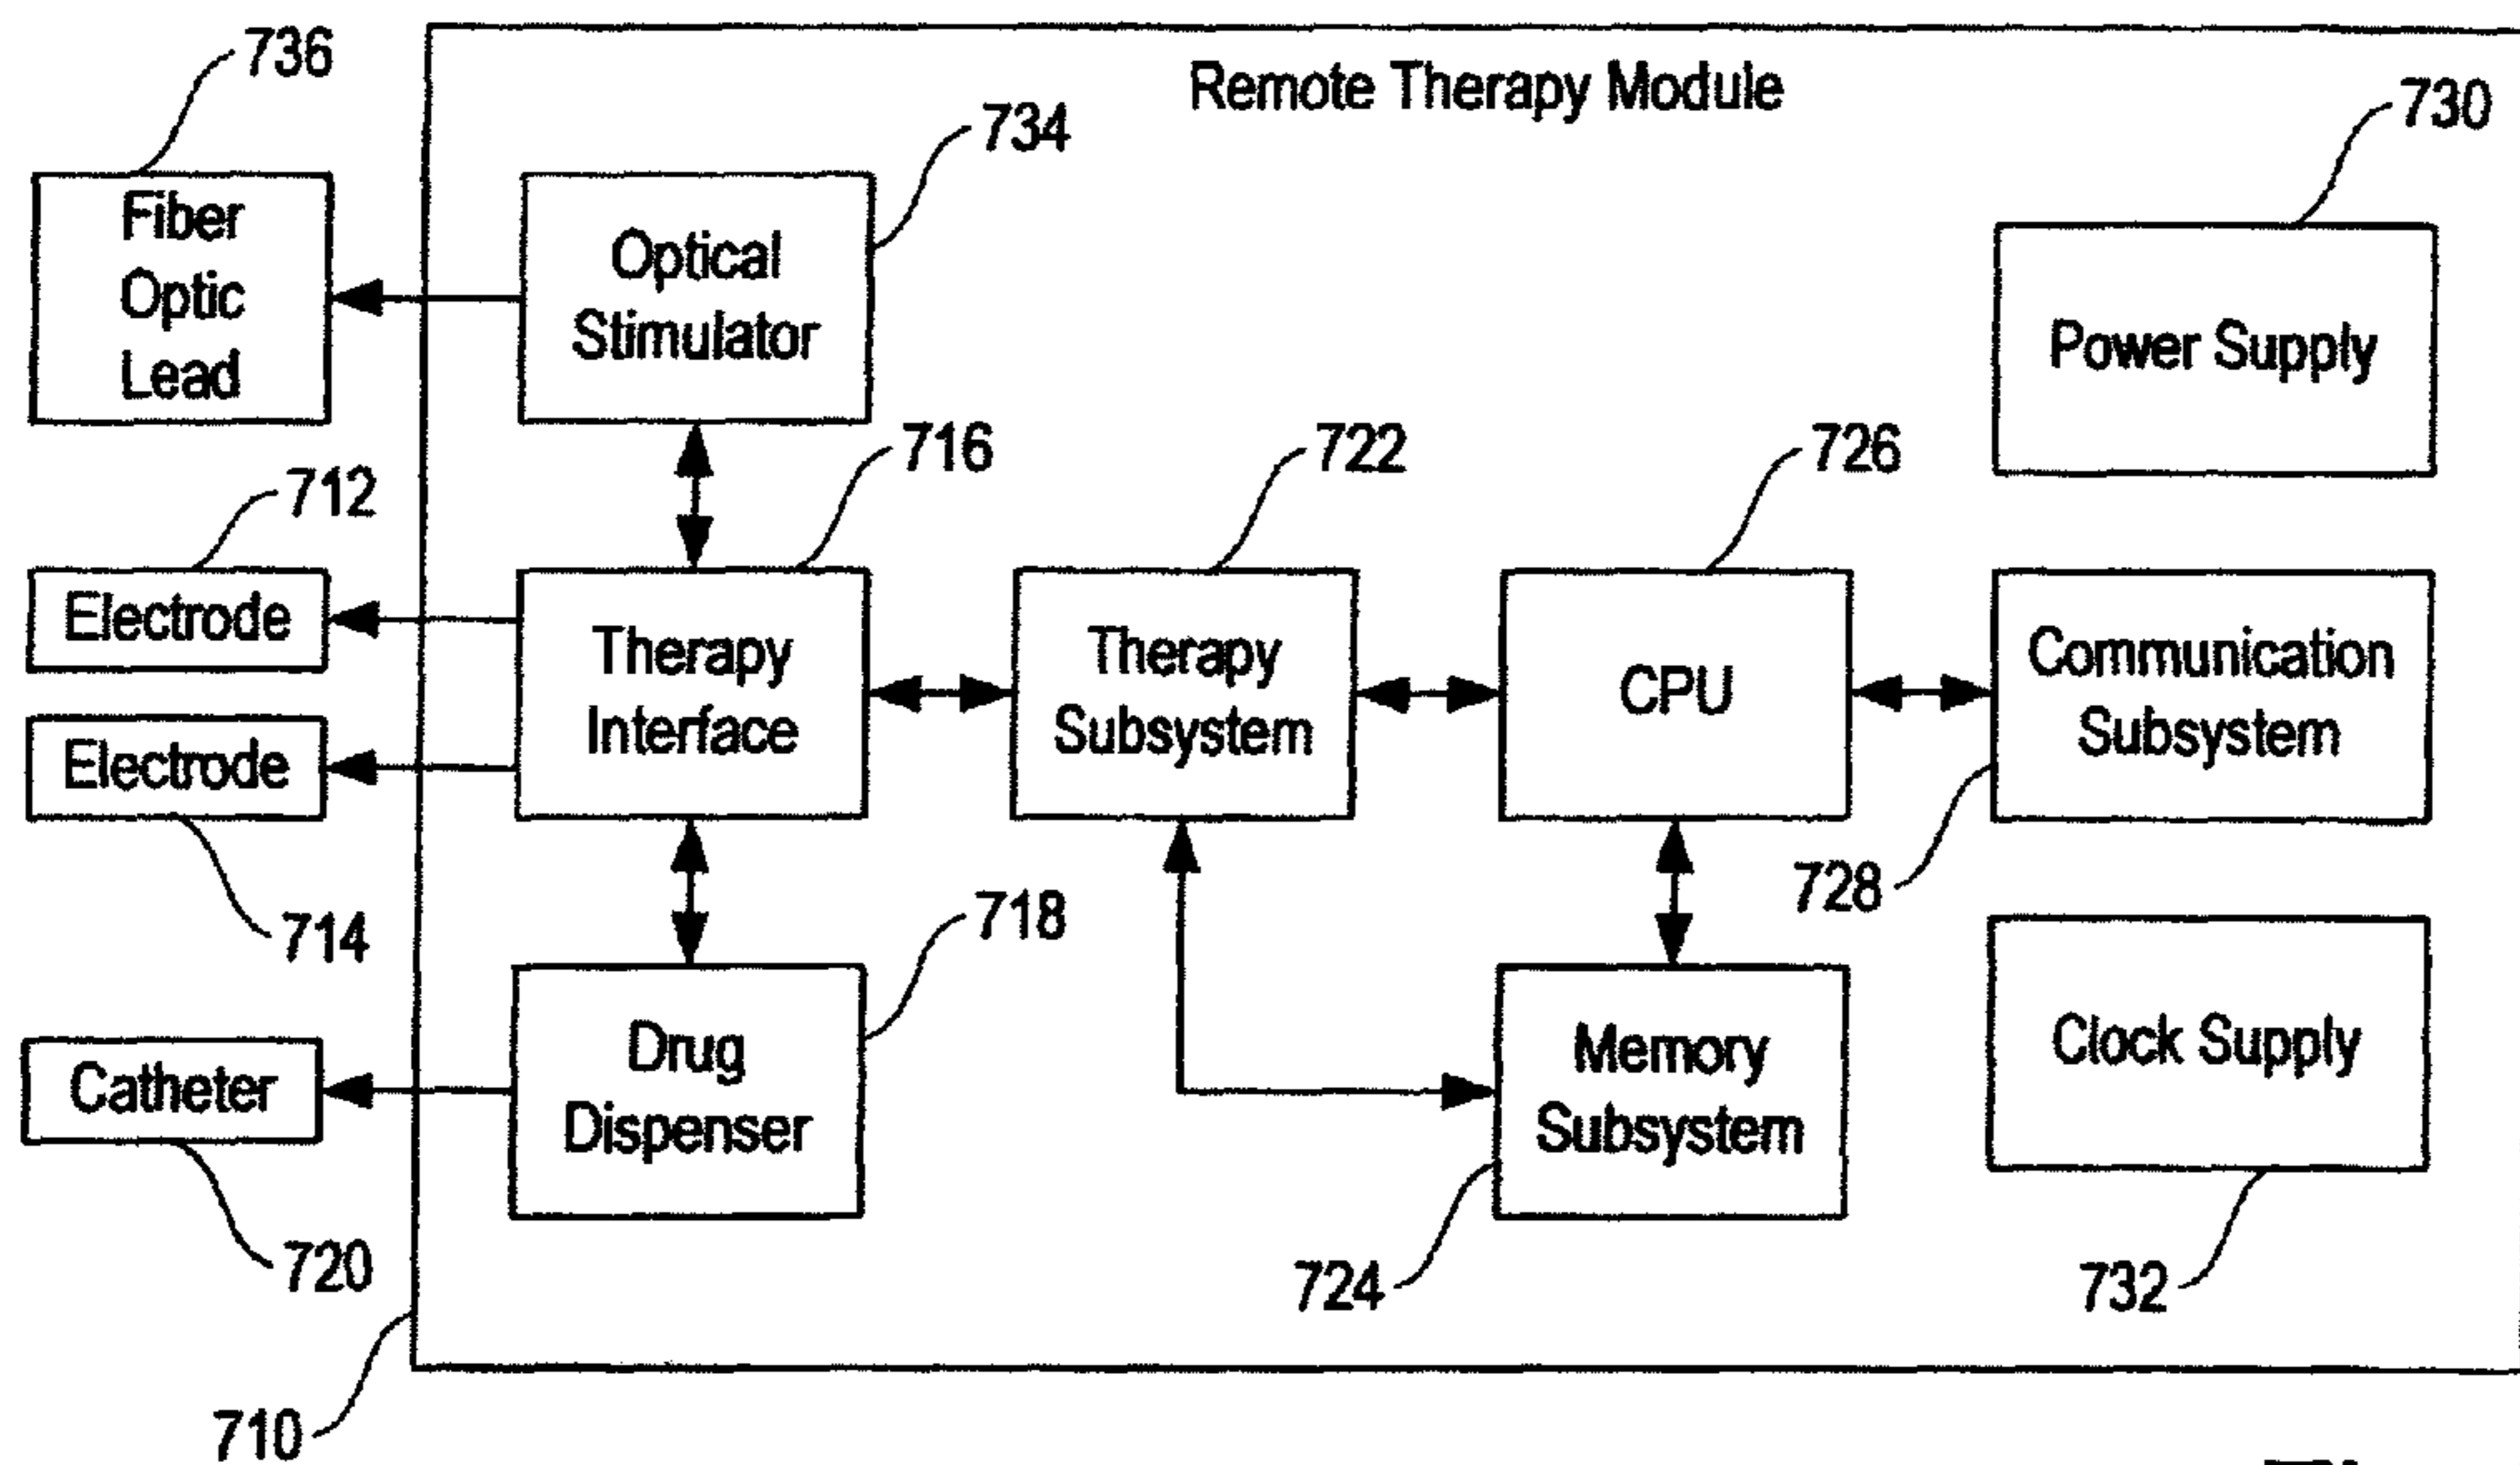 736
Remote Therapy Module
734
730
Fiber
Optic
Lead
Optical
Stimulator
Power Supply
712
716
722
726
Electrode
Therapy
Interface
Therapy
Subsystem
CPU
Communication
Subsystem
Electrode
714
718
728
Catheter
Drug
Dispenser
Memory
Subsystem
Clock Supply
720
724
732
710